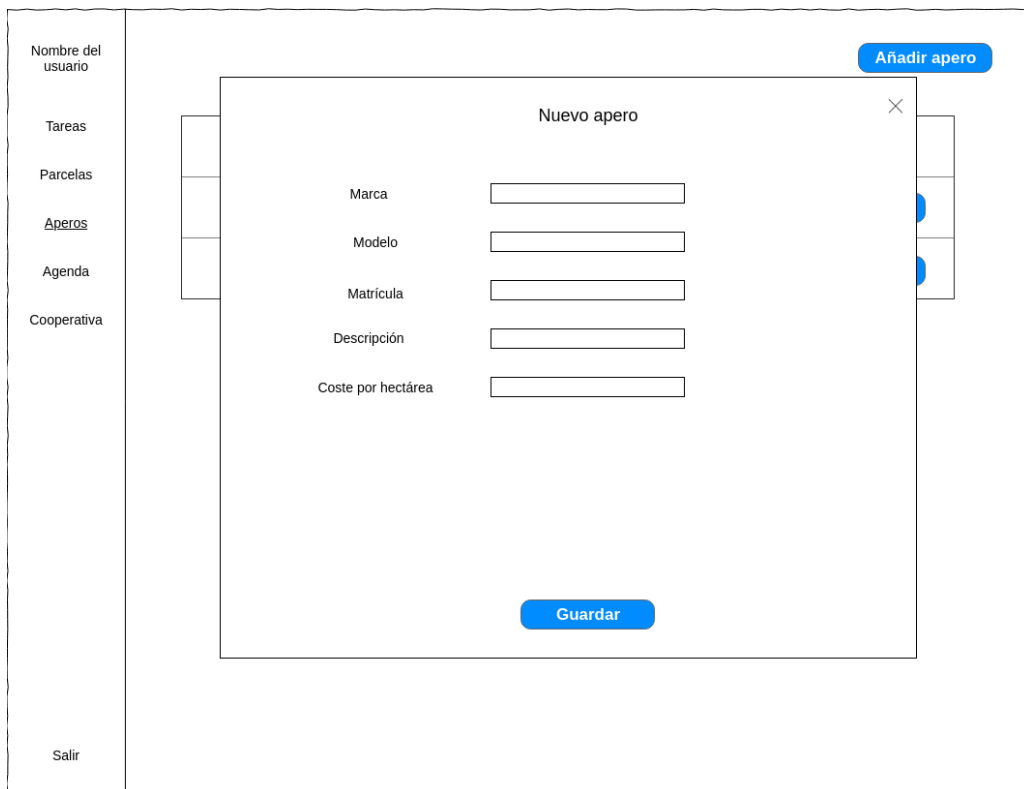 Nombre del
usuario
Tareas
Parcelas
Aperos
Agenda
Cooperativa
Salir
Añadir apero
Nuevo apero
Marca
Modelo
Matrícula
Descripción
Coste por hectárea
Guardar